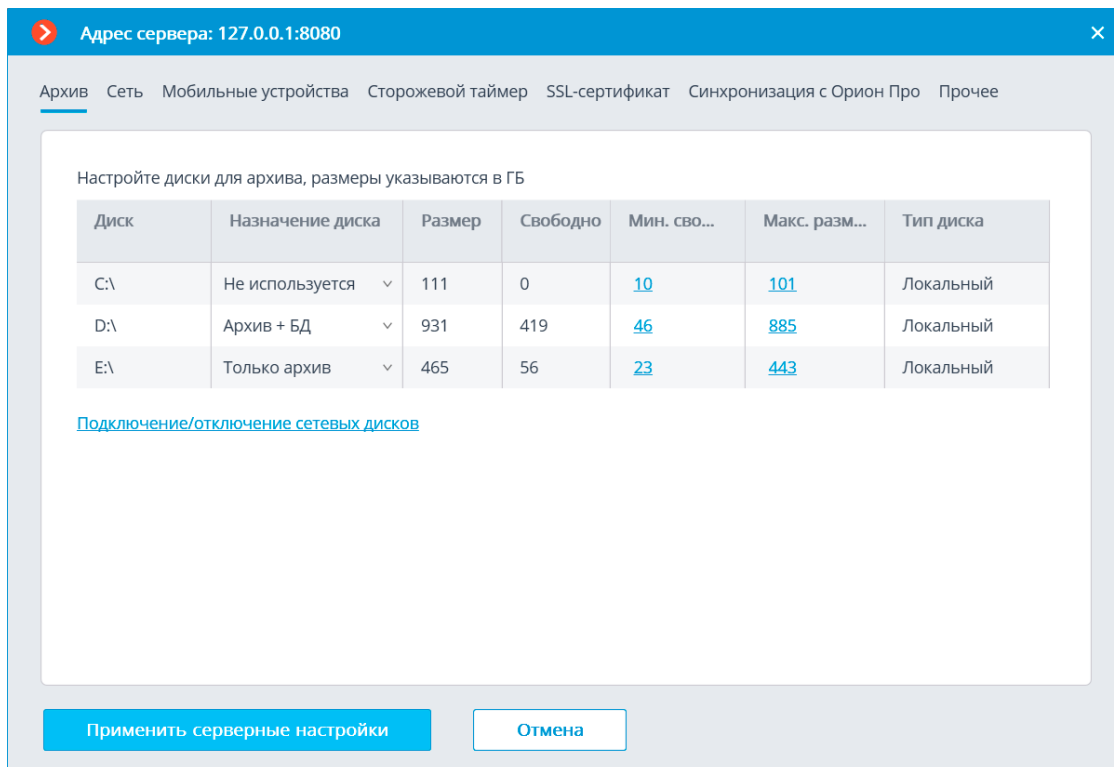 Адрес сервера: 127.0.0.1:8080
Архив Сеть Мобильные устройства Сторожевой таймер SSL-сертификат Синхронизация с Орион Про Прочее
Настройте диски для архива, размеры указываются в ГБ
Диск Назначение диска Размер Свободно Мин. сво... Макс. разм... Тип диска
C:\ Не используется 111 0 10 101 Локальный
D:\ Архив + БД 931 419 46 885 Локальный
E:\ Только архив 465 56 23 443 Локальный
Подключение/отключение сетевых дисков
Применить серверные настройки Отмена